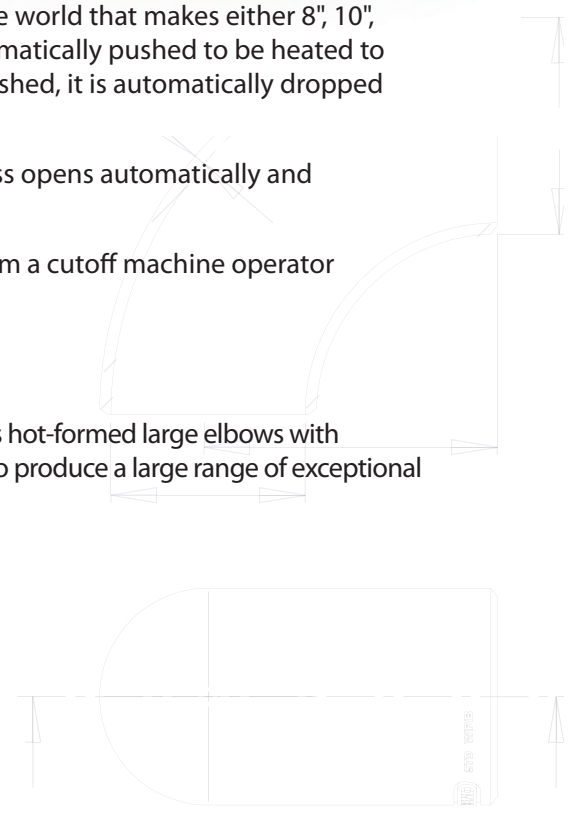 e world that makes either 8", 10",
matically pushed to be heated to
shed, it is automatically dropped
ss opens automatically and
m a cutoff machine operator
s hot-formed large elbows with
o produce a large range of exceptional